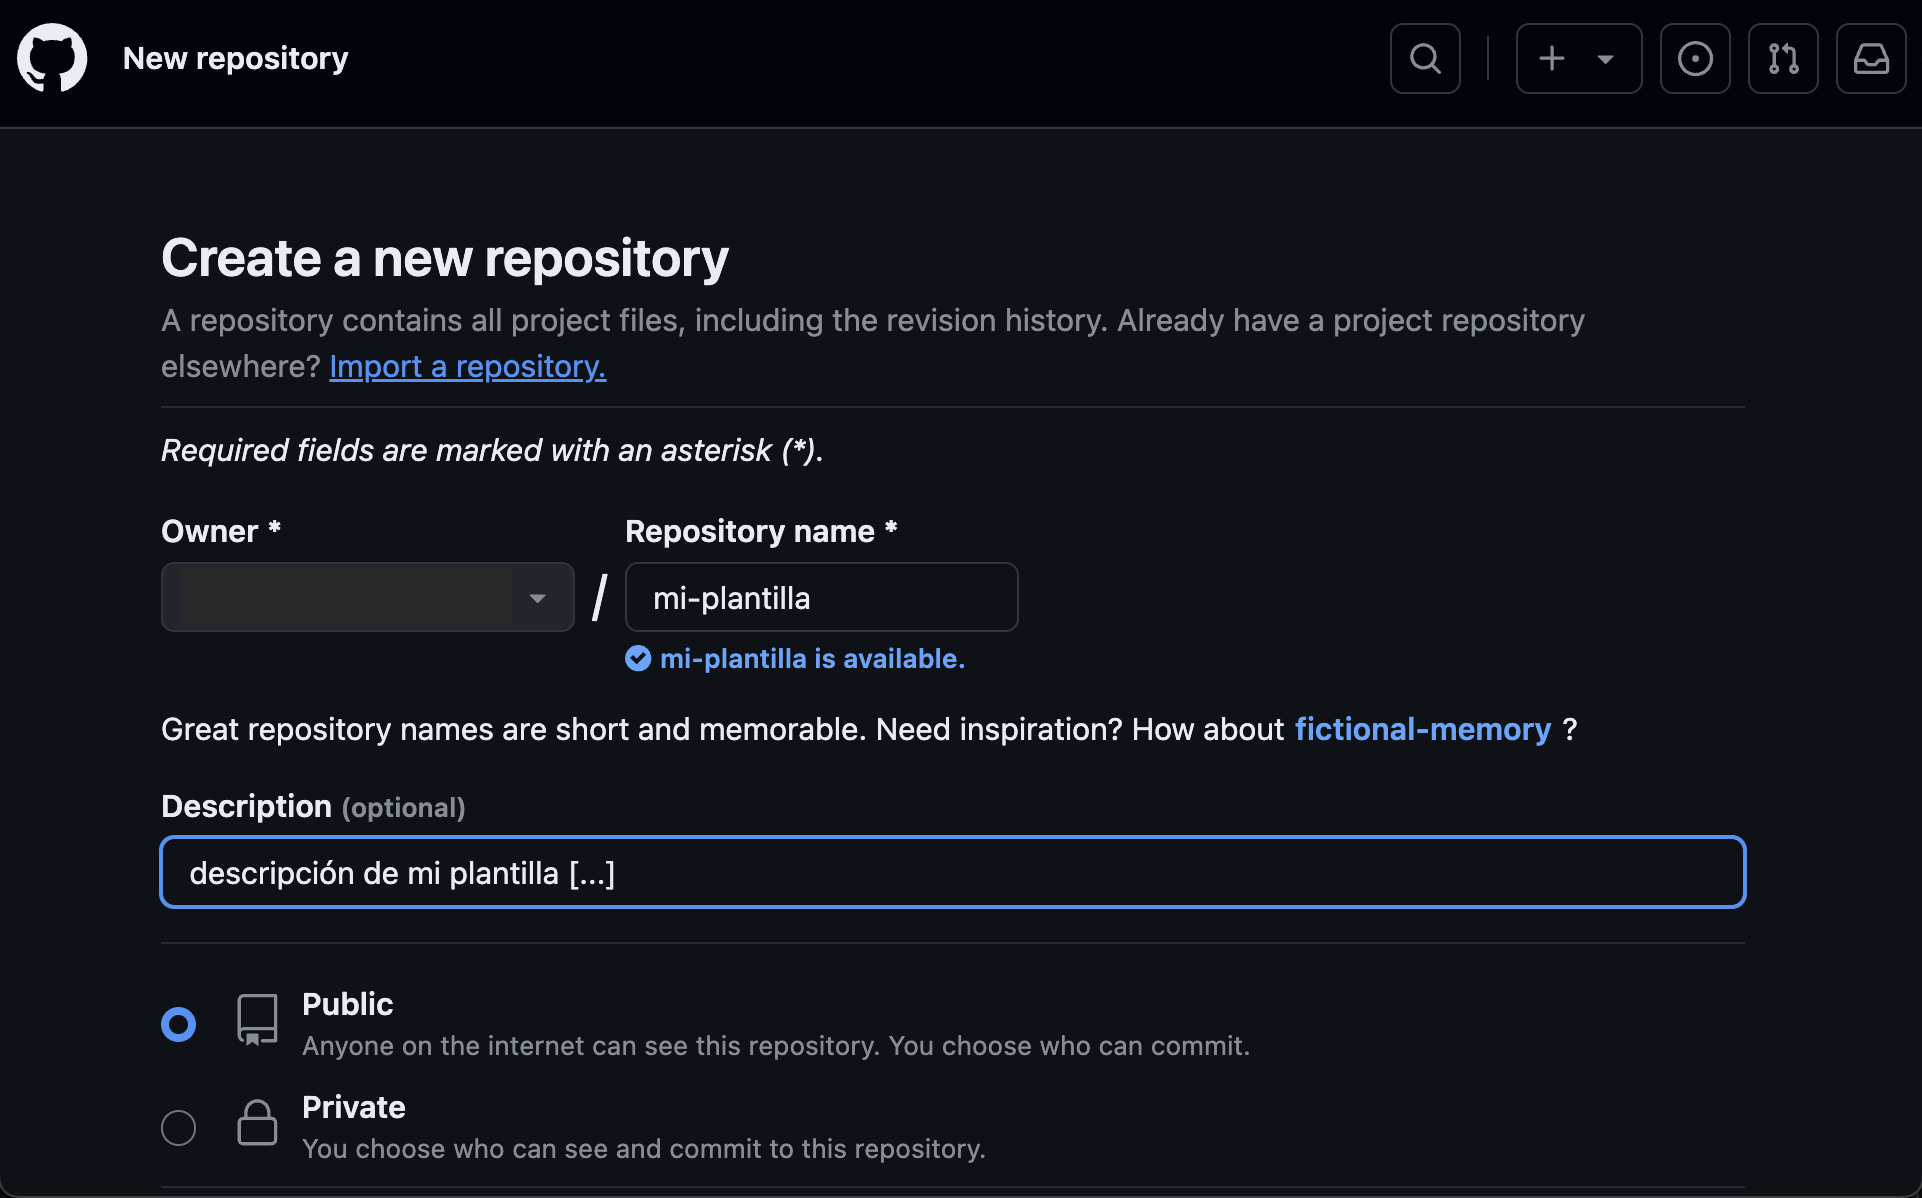 New repository
Create a new repository
A repository contains all project files, including the revision history. Already have a project repository
elsewhere? Import a repository.
Required fields are marked with an asterisk (*).
Owner *
Repository name *
/
mi-plantilla
mi-plantilla is available.
Great repository names are short and memorable. Need inspiration? How about fictional-memory ?
Description (optional)
descripción de mi plantilla [...]
Public
Anyone on the internet can see this repository. You choose who can commit.
Private
You choose who can see and commit to this repository.